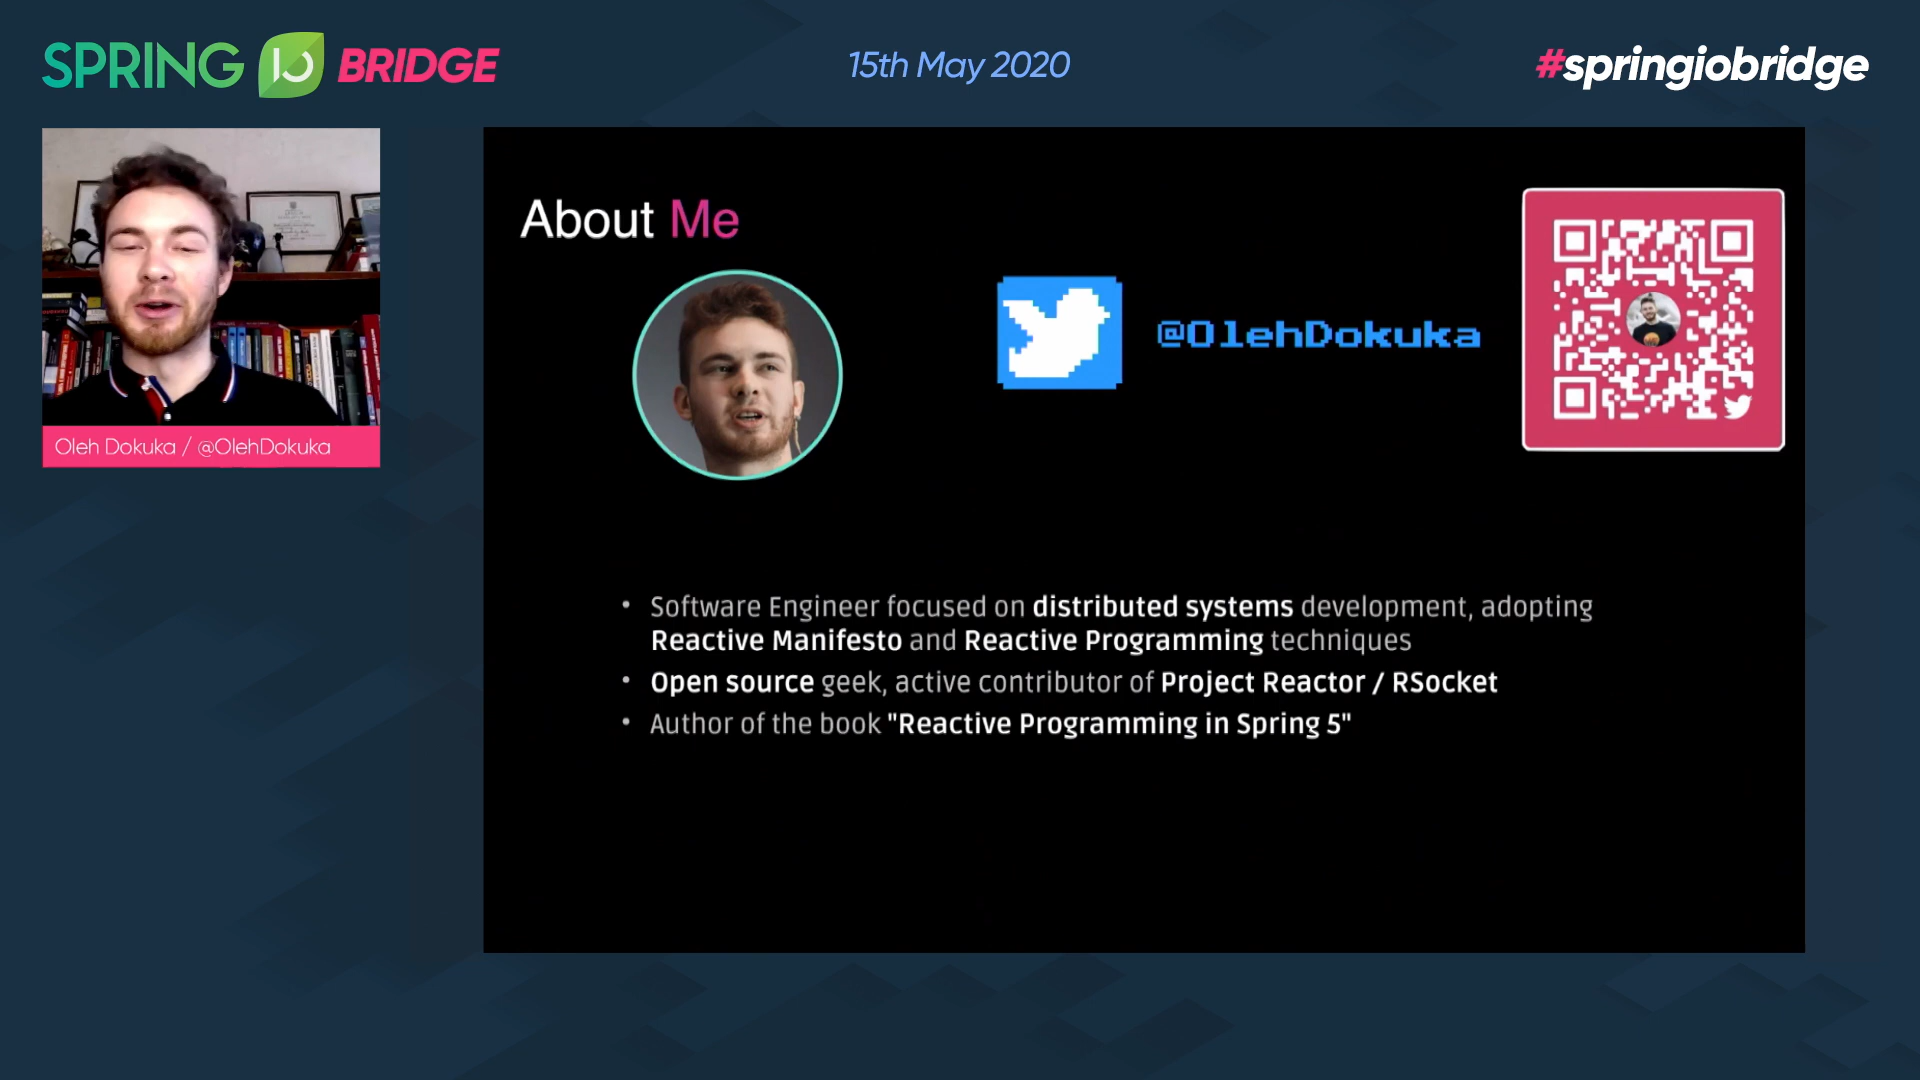 SPRING IO BRIDGE
15th May 2020
#springiobridge
About Me
@OlehDokuka
Oleh Dokuka / @OlehDokuka
• Software Engineer focused on distributed systems development, adopting
Reactive Manifesto and Reactive Programming techniques
• Open source geek, active contributor of Project Reactor / RSocket
• Author of the book "Reactive Programming in Spring 5"